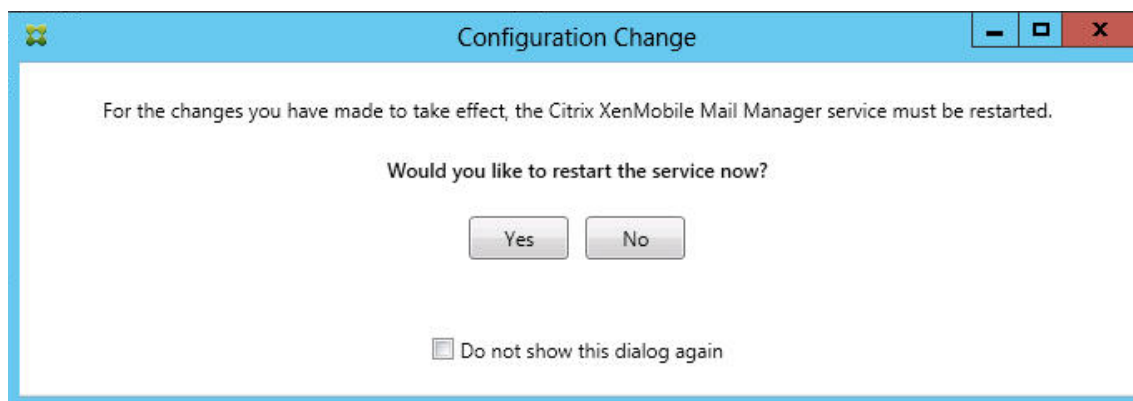 Configuration Change
For the changes you have made to take effect, the Citrix XenMobile Mail Manager service must be restarted.
Would you like to restart the service now?
Yes No
Do not show this dialog again